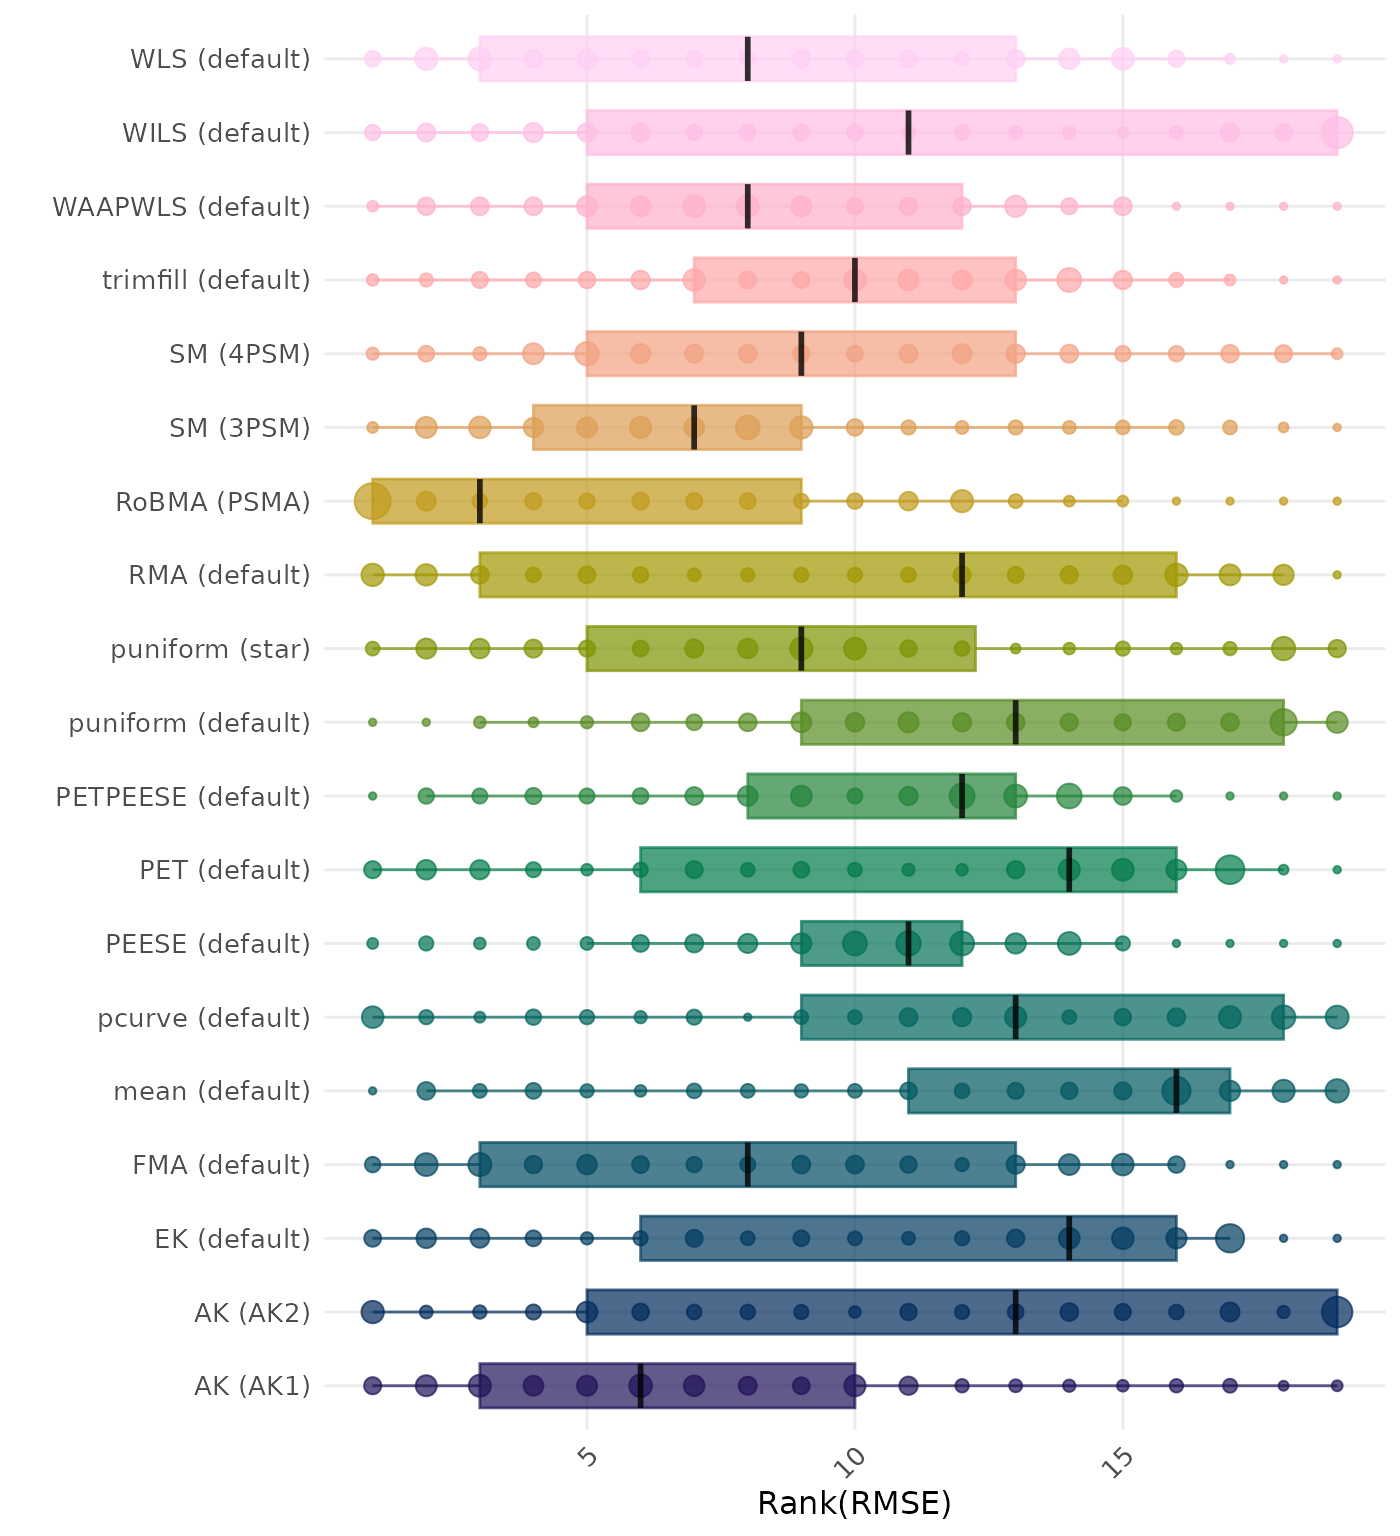 WLS (default)
WILS (default)
WAAPWLS (default)
trimfill (default)
SM (4PSM)
SM (3PSM)
RoBMA (PSMA)
RMA (default)
puniform (star)
puniform (default)
PETPEESE (default)
PET (default)
PEESE (default)
pcurve (default)
mean (default)
FMA (default)
EK (default)
AK (AK2)
AK (AK1)
5
10
15
Rank(RMSE)